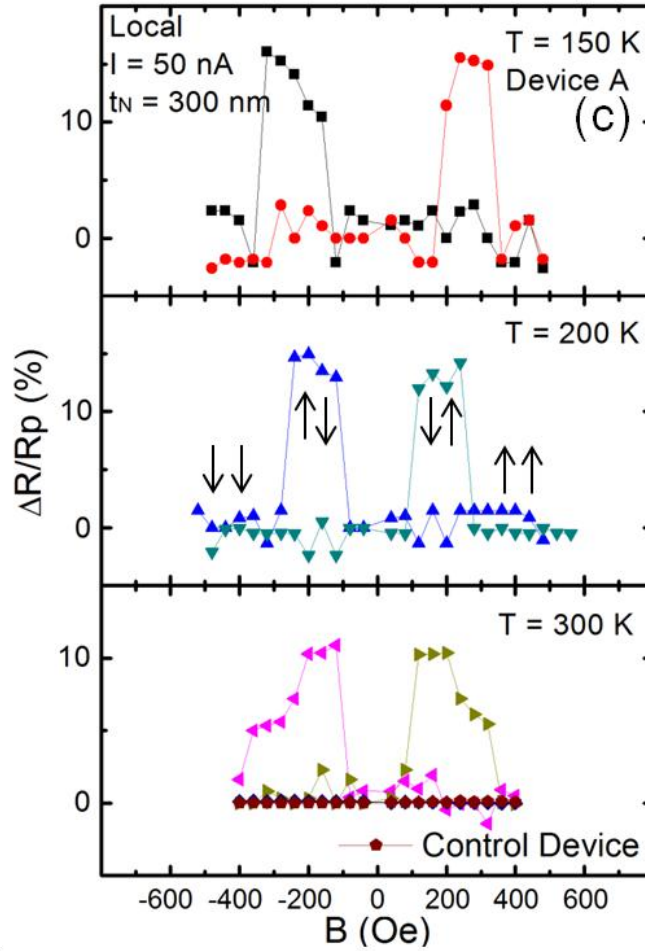 Local
I = 50 nA
tN = 300 nm
T = 150 K
Device A
(c)
10
0
T = 200 K
10
0
ΔR/Rp (%)
T = 300 K
10
0
Control Device
-600 -400 -200 0 200 400 600
B (Oe)